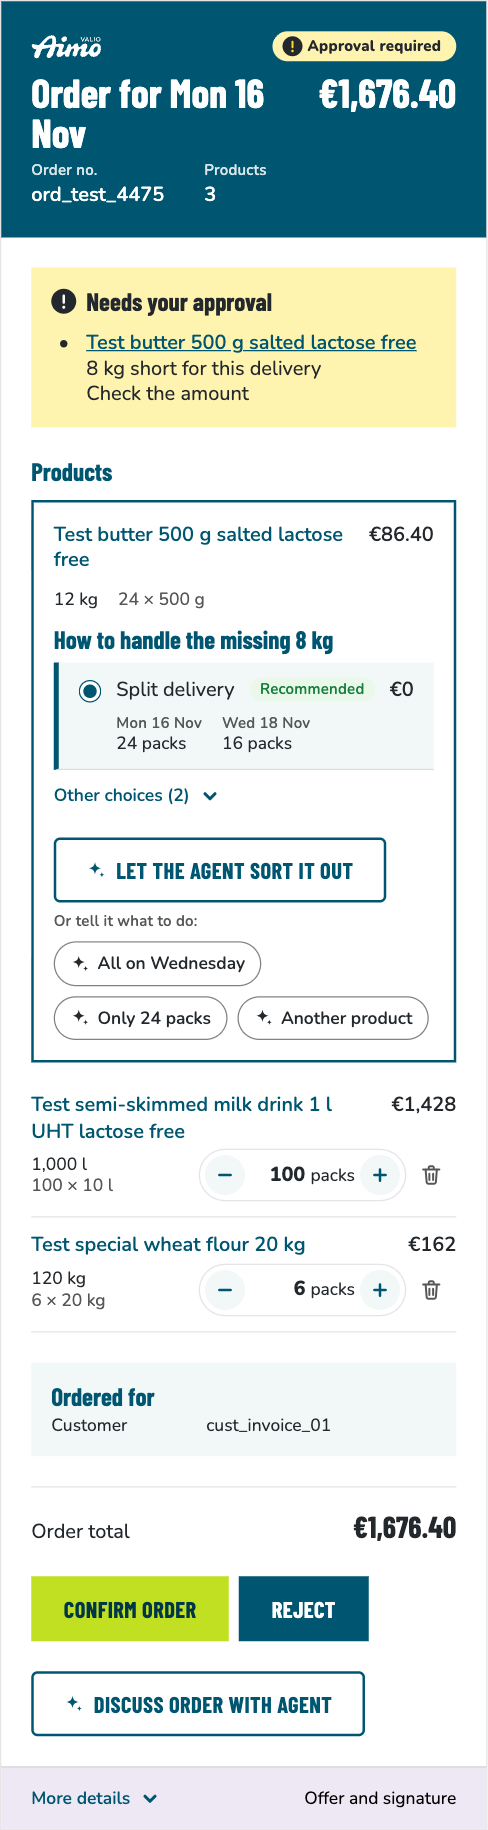 Aimo VALIO
Approval required
Order for Mon 16 Nov
€1,676.40
Order no.
ord_test_4475
Products
3
Needs your approval
• Test butter 500 g salted lactose free
8 kg short for this delivery
Check the amount
Products
Test butter 500 g salted lactose free
€86.40
12 kg 24 × 500 g
How to handle the missing 8 kg
Split delivery Recommended €0
Mon 16 Nov Wed 18 Nov
24 packs 16 packs
Other choices (2)
LET THE AGENT SORT IT OUT
Or tell it what to do:
All on Wednesday
Only 24 packs
Another product
Test semi-skimmed milk drink 1 l UHT lactose free
€1,428
1,000 l
100 × 10 l
− 100 packs +
Test special wheat flour 20 kg
€162
120 kg
6 × 20 kg
− 6 packs +
Ordered for
Customer cust_invoice_01
Order total €1,676.40
CONFIRM ORDER
REJECT
DISCUSS ORDER WITH AGENT
More details
Offer and signature